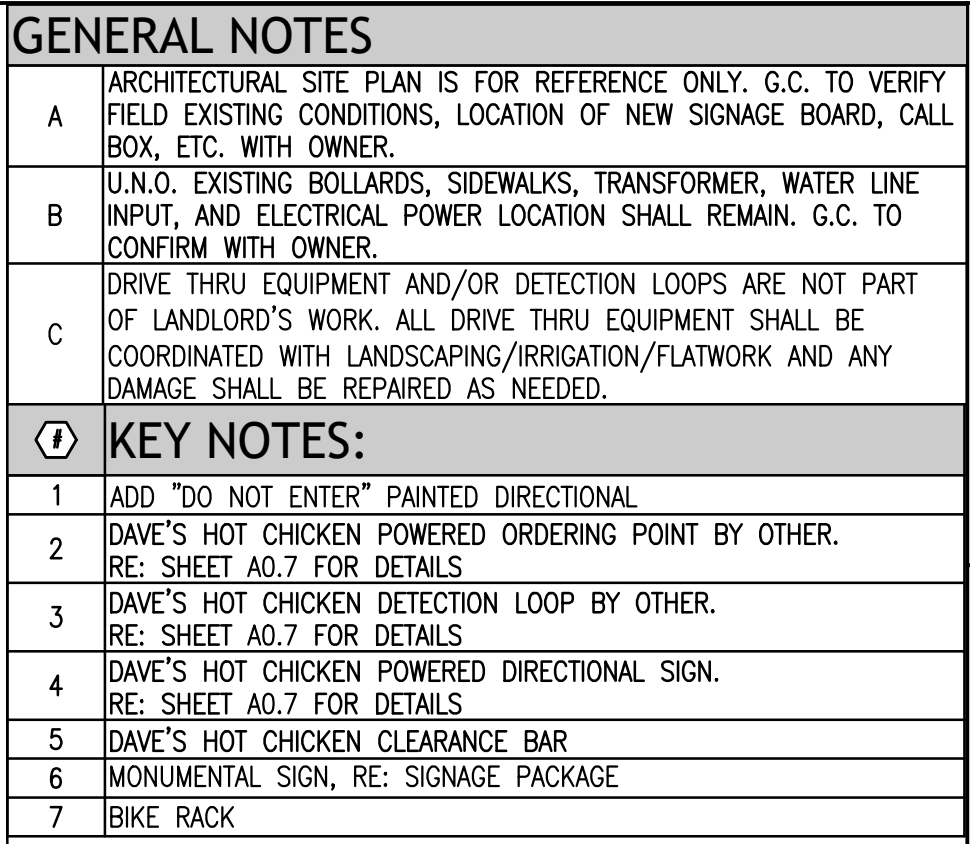 GENERAL NOTES
A
ARCHITECTURAL SITE PLAN IS FOR REFERENCE ONLY. G.C. TO VERIFY
FIELD EXISTING CONDITIONS, LOCATION OF NEW SIGNAGE BOARD, CALL
BOX, ETC. WITH OWNER.
B
U.N.O. EXISTING BOLLARDS, SIDEWALKS, TRANSFORMER, WATER LINE
INPUT, AND ELECTRICAL POWER LOCATION SHALL REMAIN. G.C. TO
CONFIRM WITH OWNER.
C
DRIVE THRU EQUIPMENT AND/OR DETECTION LOOPS ARE NOT PART
OF LANDLORD'S WORK. ALL DRIVE THRU EQUIPMENT SHALL BE
COORDINATED WITH LANDSCAPING/IRRIGATION/FLATWORK AND ANY
DAMAGE SHALL BE REPAIRED AS NEEDED.
# KEY NOTES:
1 ADD "DO NOT ENTER" PAINTED DIRECTIONAL
2
DAVE'S HOT CHICKEN POWERED ORDERING POINT BY OTHER.
RE: SHEET A0.7 FOR DETAILS
3
DAVE'S HOT CHICKEN DETECTION LOOP BY OTHER.
RE: SHEET A0.7 FOR DETAILS
4
DAVE'S HOT CHICKEN POWERED DIRECTIONAL SIGN.
RE: SHEET A0.7 FOR DETAILS
5 DAVE'S HOT CHICKEN CLEARANCE BAR
6 MONUMENTAL SIGN, RE: SIGNAGE PACKAGE
7 BIKE RACK